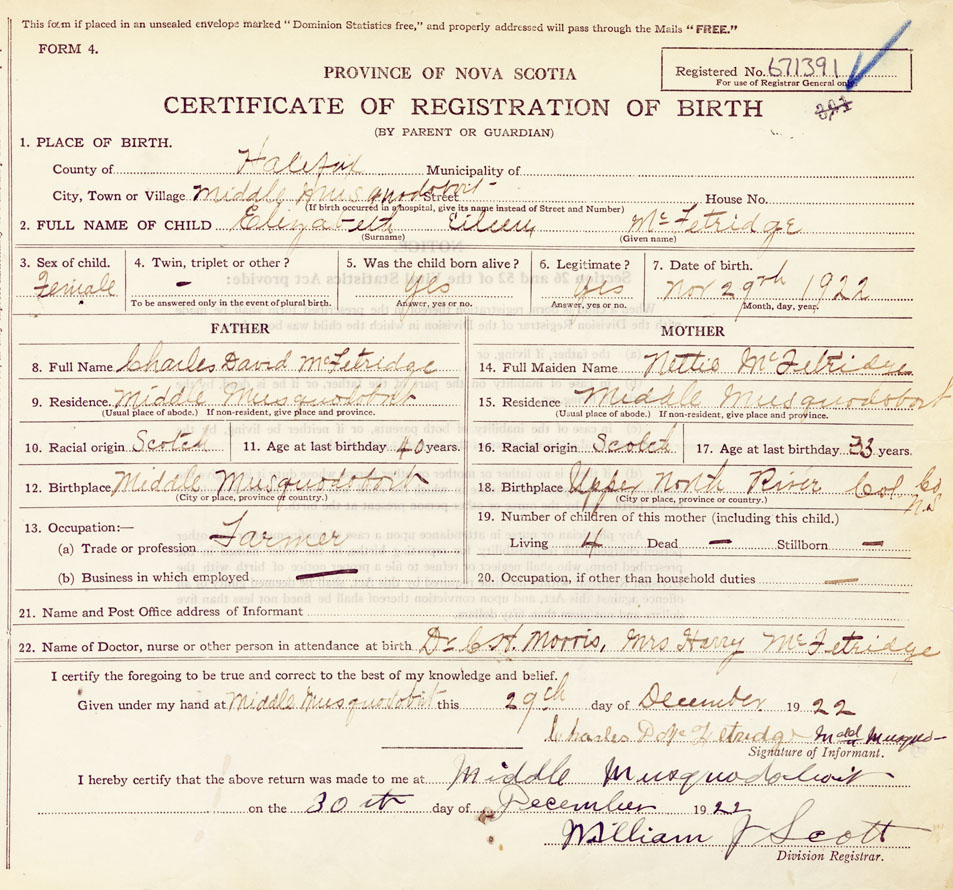 This form if placed in an unsealed envelope marked "Dominion Statistics free," and properly addressed will pass through the Mails "FREE."
FORM 4.
Registered No. 671391
For use of Registrar General only.
PROVINCE OF NOVA SCOTIA
CERTIFICATE OF REGISTRATION OF BIRTH
(BY PARENT OR GUARDIAN)
1. PLACE OF BIRTH.
County of Halifax Municipality of
City, Town or Village Middle Musquodoboit Street House No.
(If birth occurred in a hospital, give its name instead of Street and Number)
2. FULL NAME OF CHILD Elizabeth Eileen McFetridge
(Surname) (Given name)
3. Sex of child. 4. Twin, triplet or other? 5. Was the child born alive? 6. Legitimate? 7. Date of birth.
Female - Yes Yes Nov 29th 1922
To be answered only in the event of plural birth. Answer, yes or no. Answer, yes or no. Month, day, year.
FATHER MOTHER
8. Full Name Charles David McFetridge 14. Full Maiden Name Nettie McFetridge
9. Residence. Middle Musquodoboit 15. Residence Middle Musquodoboit
(Usual place of abode.) If non-resident, give place and province. (Usual place of abode.) If non-resident, give place and province.
10. Racial origin Scotch 11. Age at last birthday 40 years. 16. Racial origin Scotch 17. Age at last birthday 33 years.
12. Birthplace Middle Musquodoboit 18. Birthplace Upper North River Col Co N.S
(City or place, province or country.) (City or place, province or country.)
13. Occupation:— 19. Number of children of this mother (including this child.)
(a) Trade or profession Farmer Living 4 Dead — Stillborn —
(b) Business in which employed — 20. Occupation, if other than household duties —
21. Name and Post Office address of Informant
22. Name of Doctor, nurse or other person in attendance at birth Dr C.H. Morris, Mrs Harry McFetridge
I certify the foregoing to be true and correct to the best of my knowledge and belief.
Given under my hand at Middle Musquodoboit this 29th day of December 1922
Charles D McFetridge Midd Musquo-
Signature of Informant.
I hereby certify that the above return was made to me at Middle Musquodoboit
on the 30th day of December 1922
William J Scott
Division Registrar.